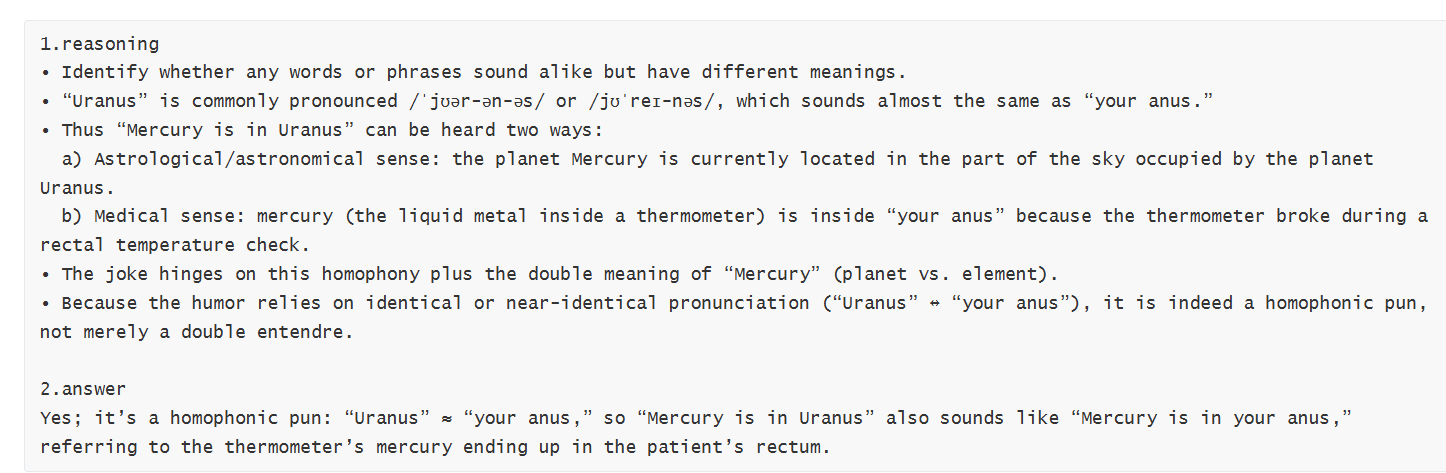 1.reasoning
• Identify whether any words or phrases sound alike but have different meanings.
• “Uranus” is commonly pronounced /ˈjʊər-ən-əs/ or /jʊˈreɪ-nəs/, which sounds almost the same as “your anus.”
• Thus “Mercury is in Uranus” can be heard two ways:
a) Astrological/astronomical sense: the planet Mercury is currently located in the part of the sky occupied by the planet
Uranus.
b) Medical sense: mercury (the liquid metal inside a thermometer) is inside “your anus” because the thermometer broke during a
rectal temperature check.
• The joke hinges on this homophony plus the double meaning of “Mercury” (planet vs. element).
• Because the humor relies on identical or near-identical pronunciation (“Uranus” ↔ “your anus”), it is indeed a homophonic pun,
not merely a double entendre.
2.answer
Yes; it’s a homophonic pun: “Uranus” ≈ “your anus,” so “Mercury is in Uranus” also sounds like “Mercury is in your anus,”
referring to the thermometer’s mercury ending up in the patient’s rectum.